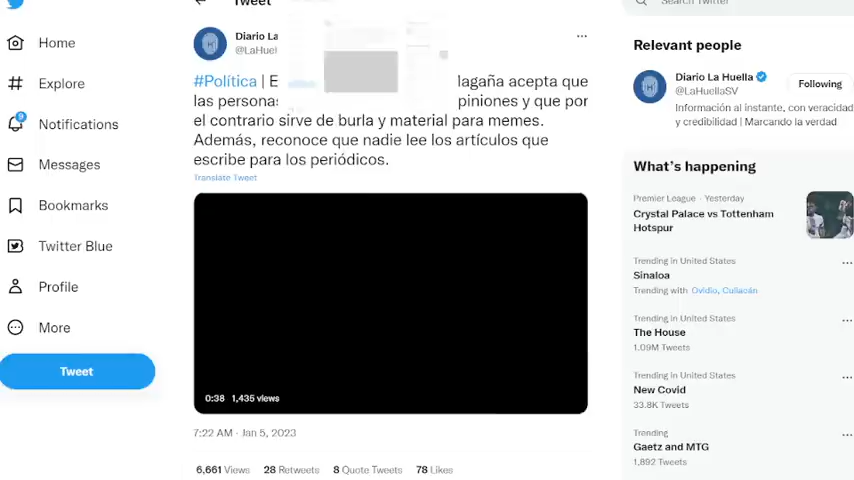 Tweet
Search Twitter
Home
Explore
9
Notifications
Messages
Bookmarks
Twitter Blue
Profile
More
Tweet
Diario La
#Política | E lagaña acepta que
las personas piniones y que por
el contrario sirve de burla y material para memes.
Además, reconoce que nadie lee los artículos que
escribe para los periódicos.
Translate Tweet
0:38 1,435 views
7:22 AM · Jan 5, 2023
6,661 Views 28 Retweets 8 Quote Tweets 78 Likes
Relevant people
Diario La Huella
@LaHuellaSV
Following
Información al instante, con veracidad
y credibilidad | Marcando la verdad
What's happening
Premier League · Yesterday
Crystal Palace vs Tottenham
Hotspur
Trending in United States
Sinaloa
Trending with Ovidio, Culiacán
Trending in United States
The House
1.09M Tweets
Trending in United States
New Covid
33.8K Tweets
Trending
Gaetz and MTG
1,892 Tweets